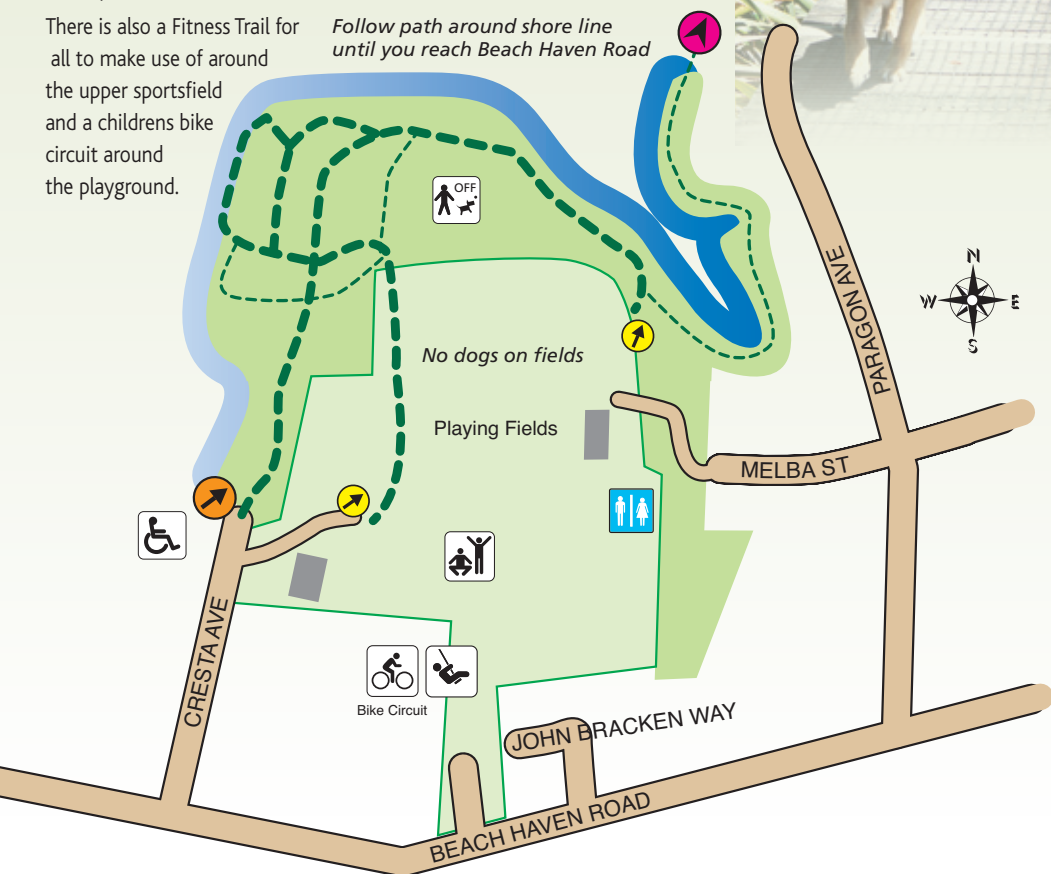 There is also a Fitness Trail for
all to make use of around
the upper sportsfield
and a childrens bike
circuit around
the playground.
Follow path around shore line
until you reach Beach Haven Road
OFF
N
W E
S
PARAGON AVE
No dogs on fields
Playing Fields
MELBA ST
CRESTA AVE
Bike Circuit
JOHN BRACKEN WAY
BEACH HAVEN ROAD